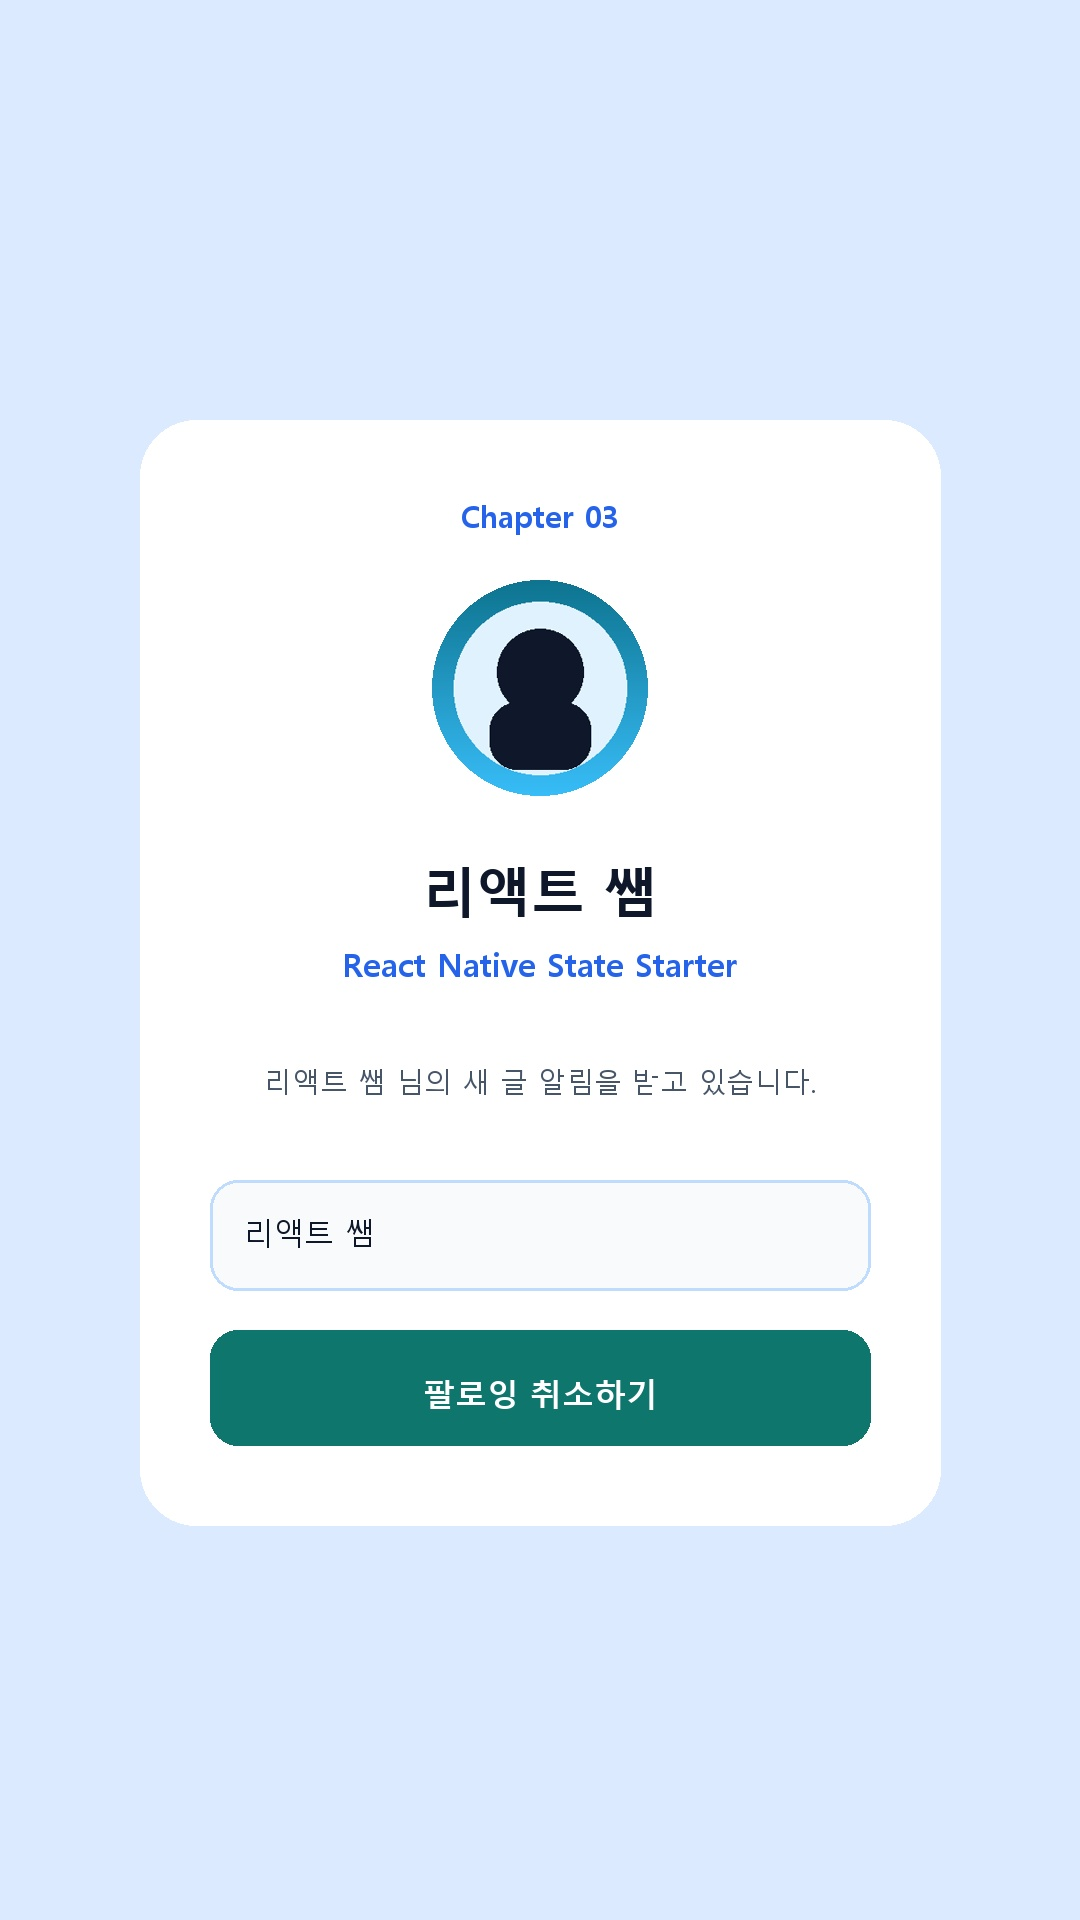 Chapter 03
리액트 쌤
React Native State Starter
리액트 쌤 님의 새 글 알림을 받고 있습니다.
리액트 쌤
팔로잉 취소하기